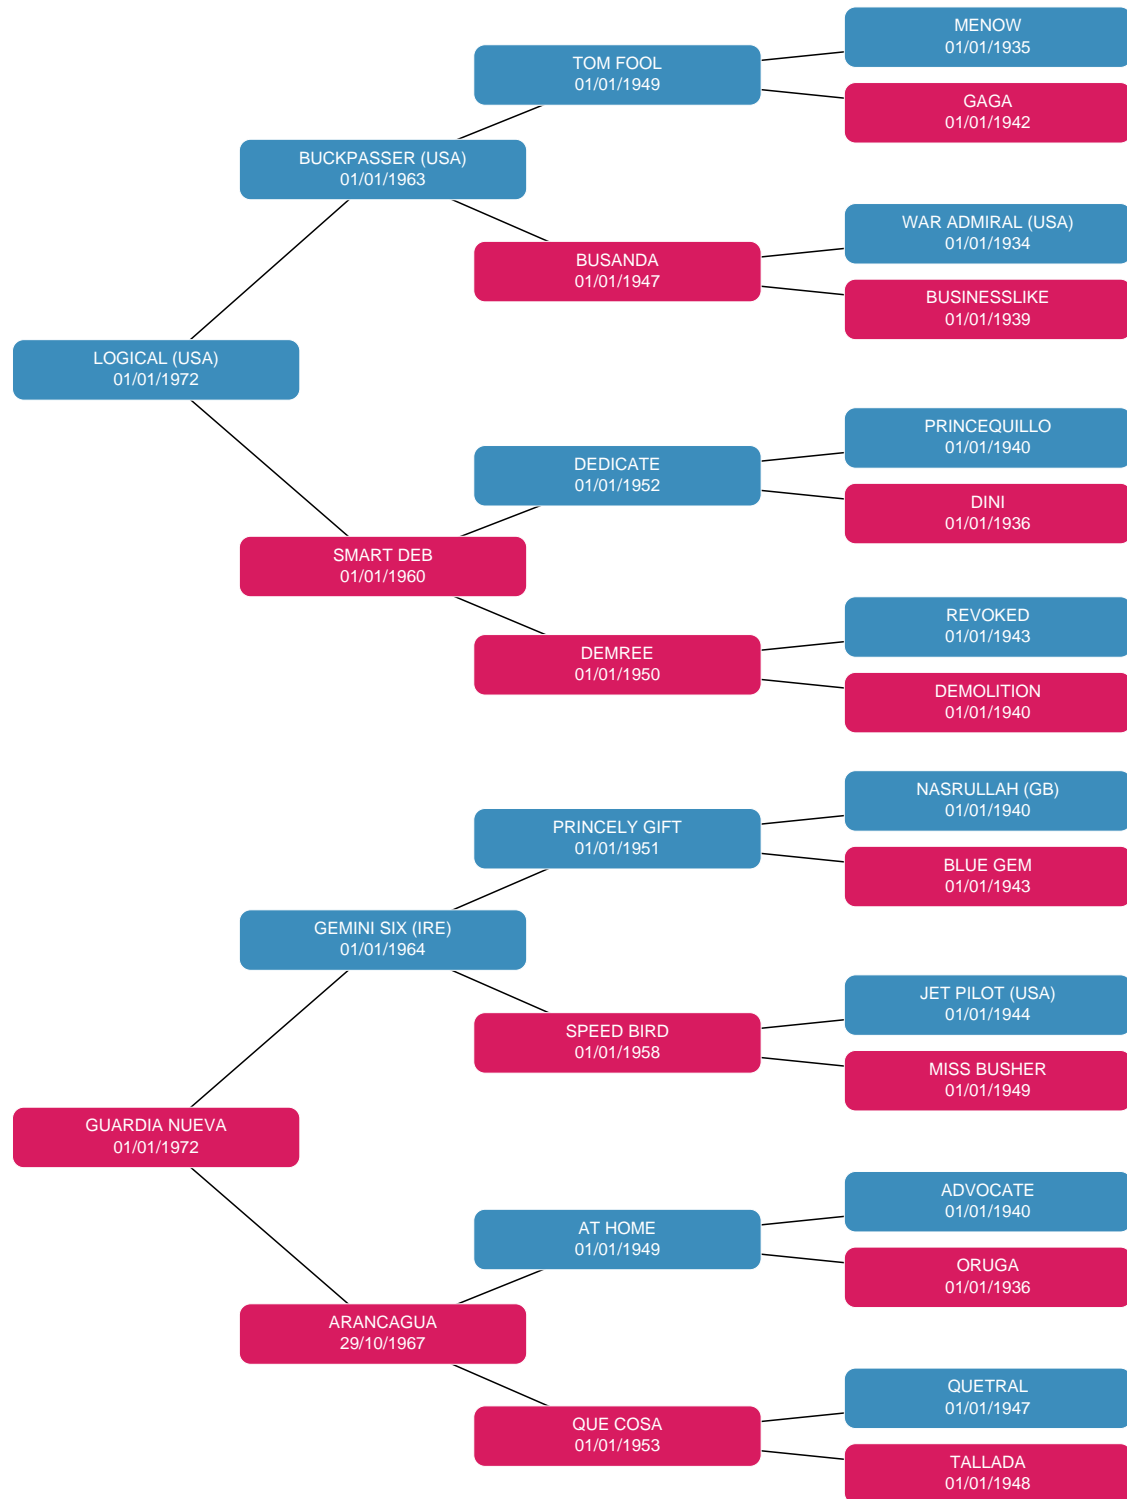 MENOW
01/01/1935
TOM FOOL
01/01/1949
GAGA
01/01/1942
BUCKPASSER (USA)
01/01/1963
WAR ADMIRAL (USA)
01/01/1934
BUSANDA
01/01/1947
BUSINESSLIKE
01/01/1939
LOGICAL (USA)
01/01/1972
PRINCEQUILLO
01/01/1940
DEDICATE
01/01/1952
DINI
01/01/1936
SMART DEB
01/01/1960
REVOKED
01/01/1943
DEMREE
01/01/1950
DEMOLITION
01/01/1940
NASRULLAH (GB)
01/01/1940
PRINCELY GIFT
01/01/1951
BLUE GEM
01/01/1943
GEMINI SIX (IRE)
01/01/1964
JET PILOT (USA)
01/01/1944
SPEED BIRD
01/01/1958
MISS BUSHER
01/01/1949
GUARDIA NUEVA
01/01/1972
ADVOCATE
01/01/1940
AT HOME
01/01/1949
ORUGA
01/01/1936
ARANCAGUA
29/10/1967
QUETRAL
01/01/1947
QUE COSA
01/01/1953
TALLADA
01/01/1948